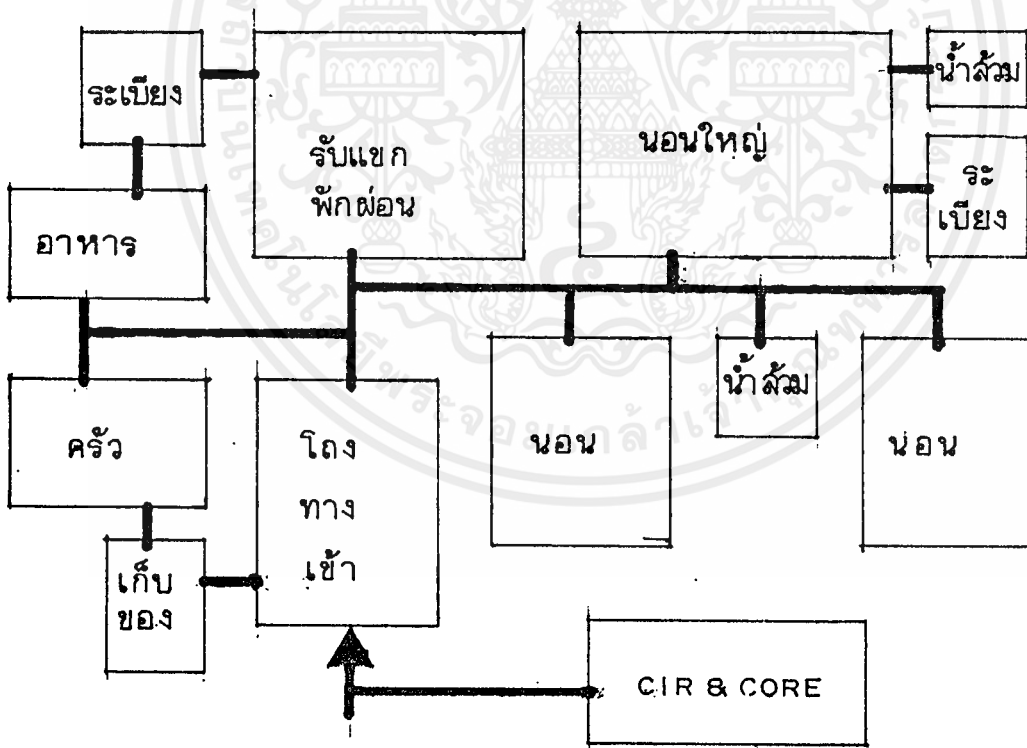 ระเบียง
รับแขก
พักผ่อน
นอนใหญ่
น้ำส้วม
ระ
เบียง
อาหาร
ครัว
โถง
ทาง
เข้า
นอน
น้ำส้วม
นอน
เก็บ
ของ
CIR & CORE